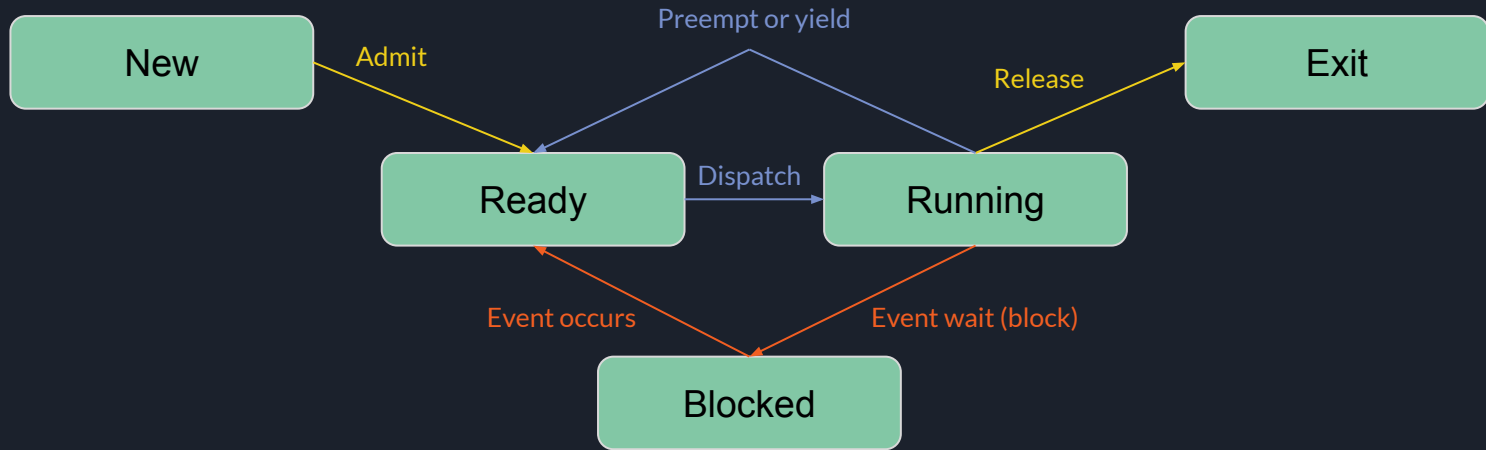 Preempt or yield
New
Admit
Release
Exit
Ready
Dispatch
Running
Event occurs
Event wait (block)
Blocked